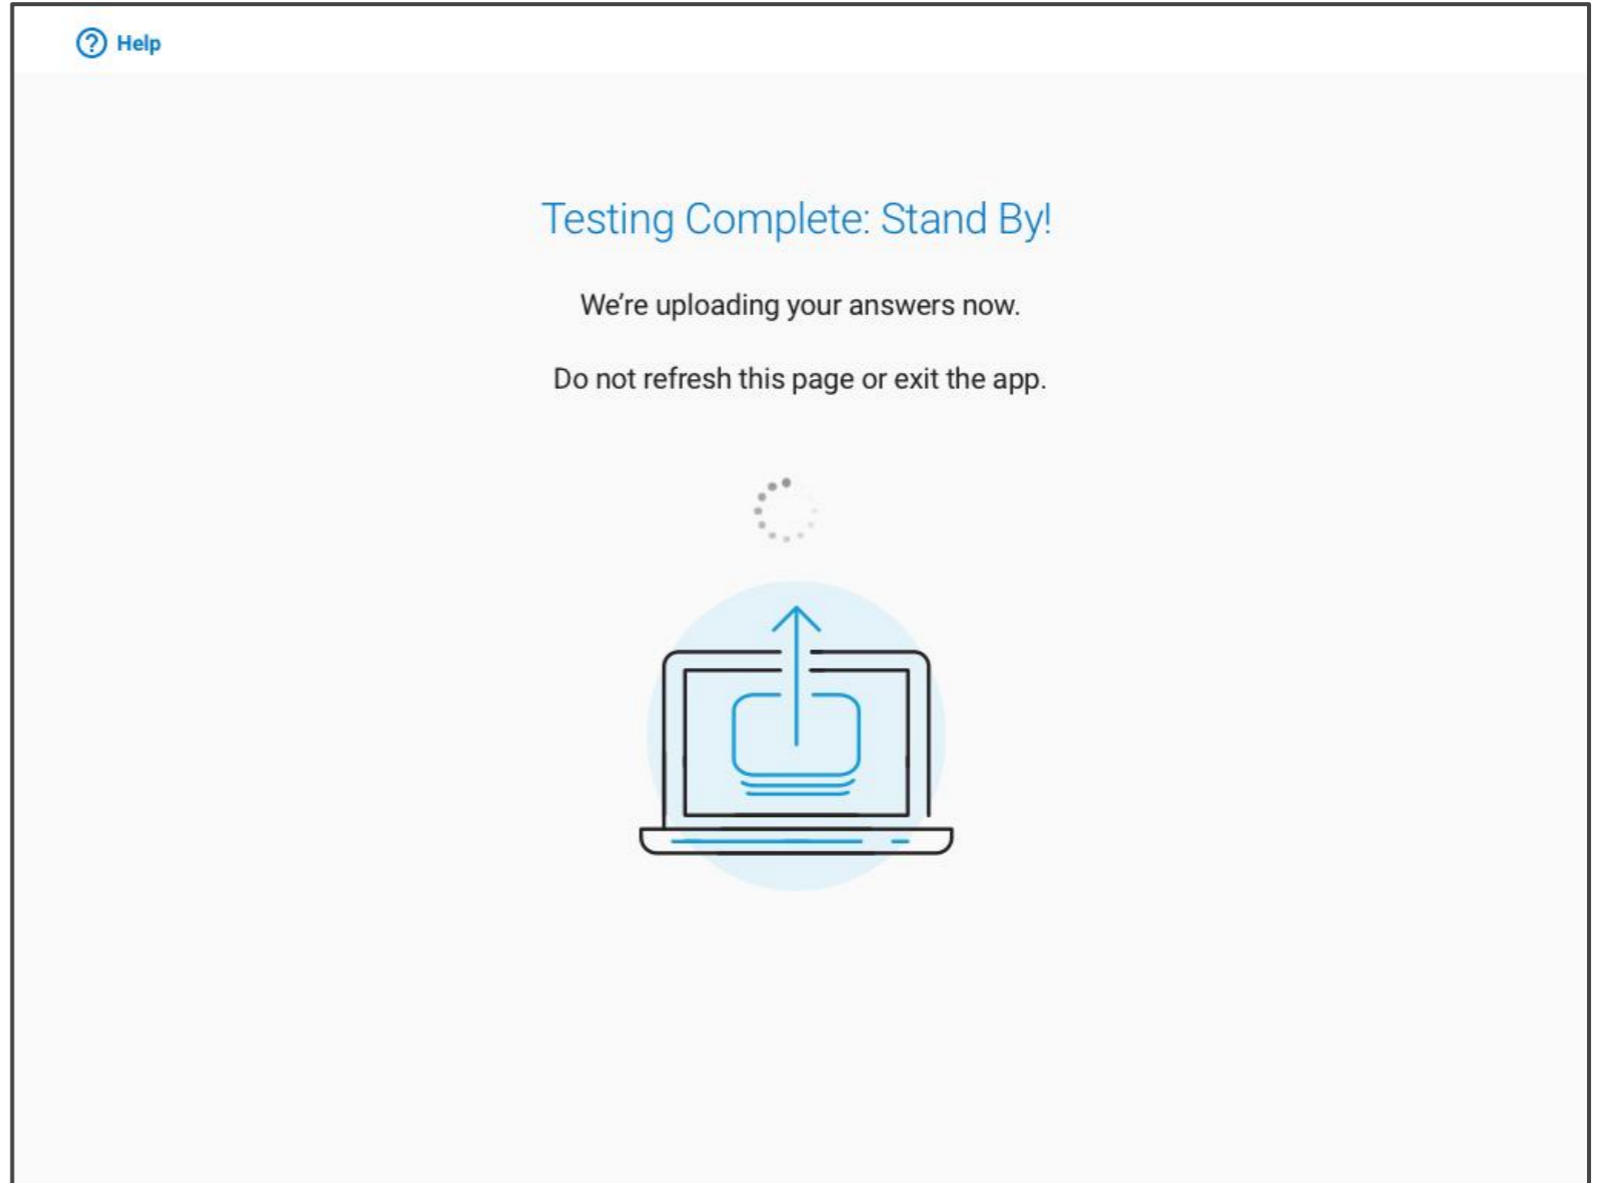 Help
Testing Complete: Stand By!
We’re uploading your answers now.
Do not refresh this page or exit the app.